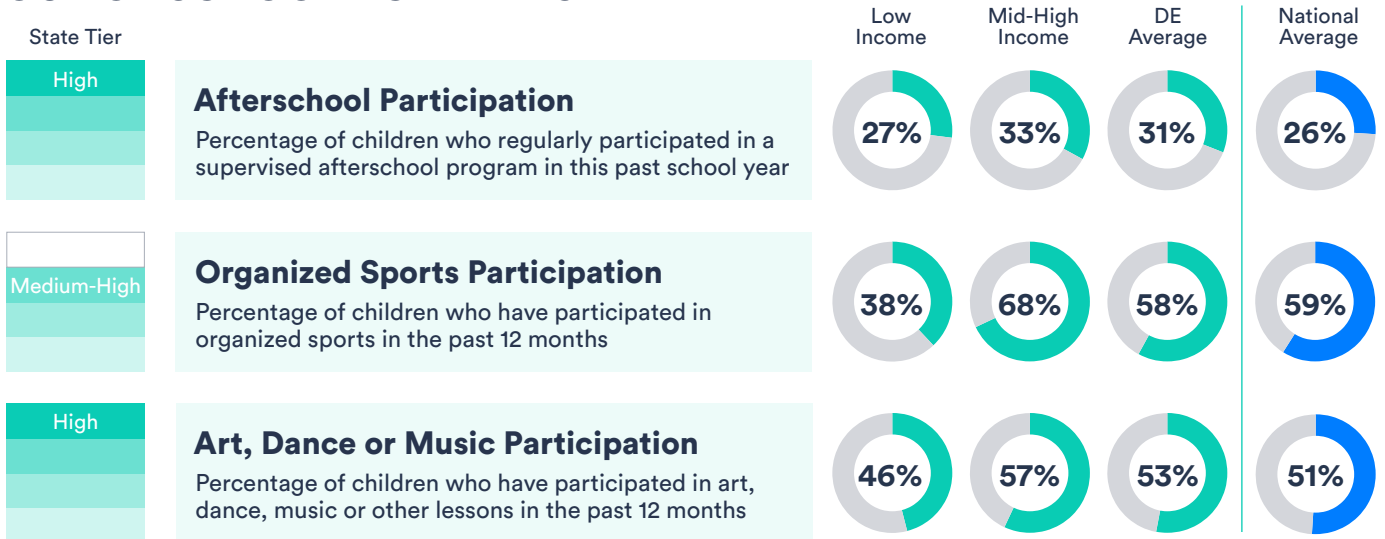 State Tier
Low
Income
Mid-High
Income
DE
Average
National
Average
High
Afterschool Participation
Percentage of children who regularly participated in a
supervised afterschool program in this past school year
27%
33%
31%
26%
Medium-High
Organized Sports Participation
Percentage of children who have participated in
organized sports in the past 12 months
38%
68%
58%
59%
High
Art, Dance or Music Participation
Percentage of children who have participated in art,
dance, music or other lessons in the past 12 months
46%
57%
53%
51%